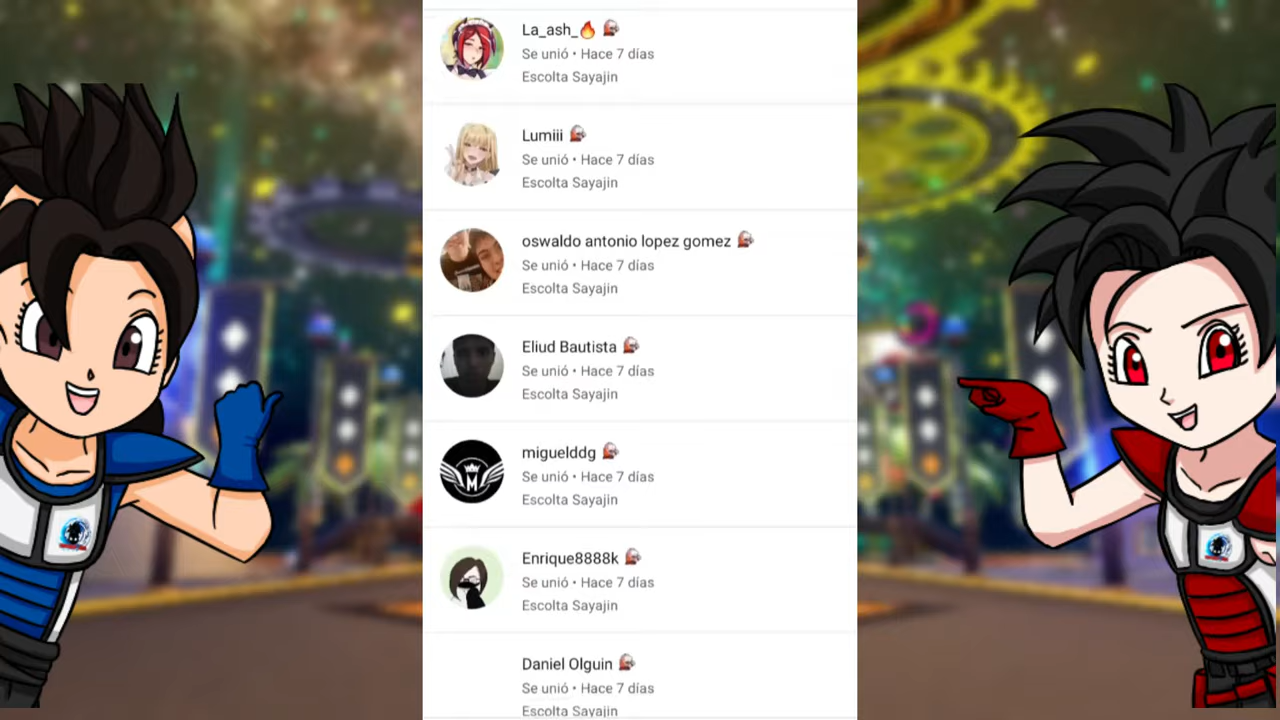 La_ash_🔥
Se unió • Hace 7 días
Escolta Sayajin
Lumiii
Se unió • Hace 7 días
Escolta Sayajin
oswaldo antonio lopez gomez
Se unió • Hace 7 días
Escolta Sayajin
Eliud Bautista
Se unió • Hace 7 días
Escolta Sayajin
miguelddg
Se unió • Hace 7 días
Escolta Sayajin
Enrique8888k
Se unió • Hace 7 días
Escolta Sayajin
Daniel Olguin
Se unió • Hace 7 días
Escolta Sayajin